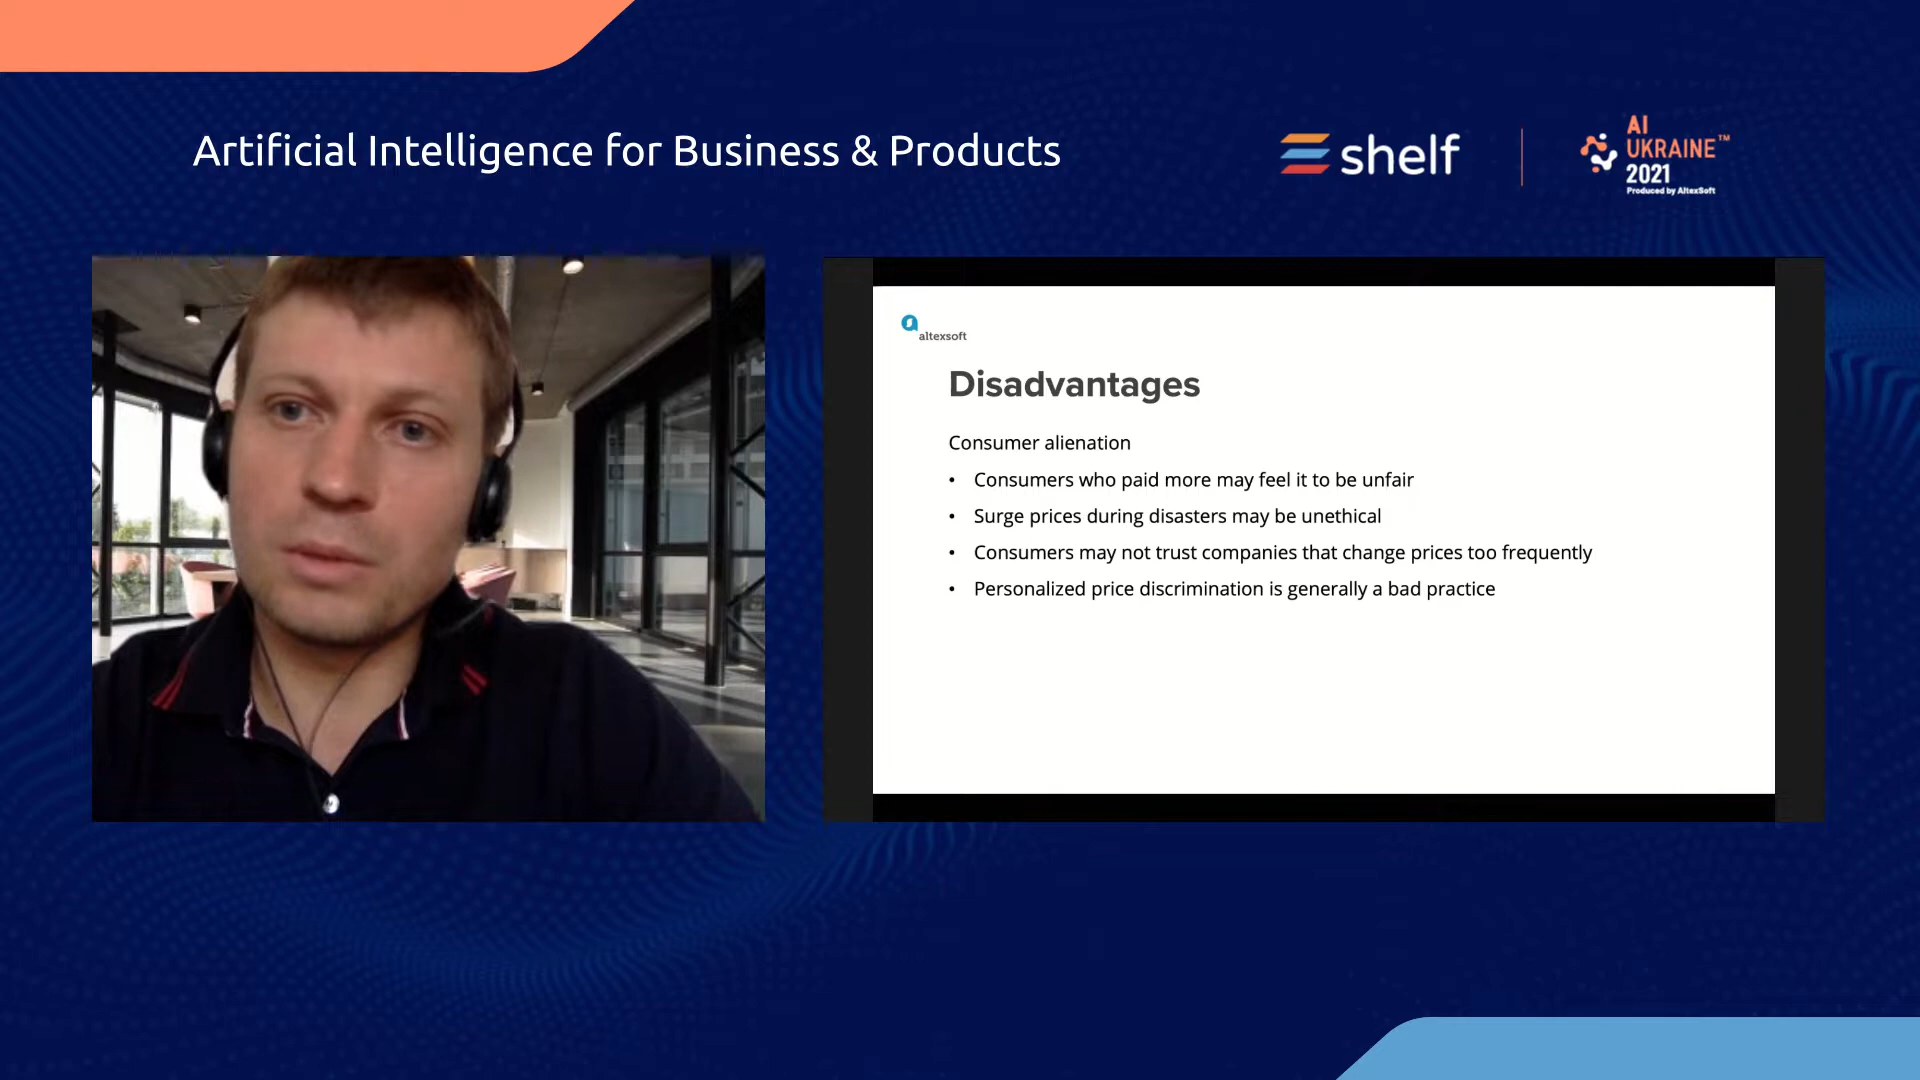 Artificial Intelligence for Business & Products
shelf
AI
UKRAINE™
2021
Produced by AltexSoft
altexsoft
Disadvantages
Consumer alienation
• Consumers who paid more may feel it to be unfair
• Surge prices during disasters may be unethical
• Consumers may not trust companies that change prices too frequently
• Personalized price discrimination is generally a bad practice